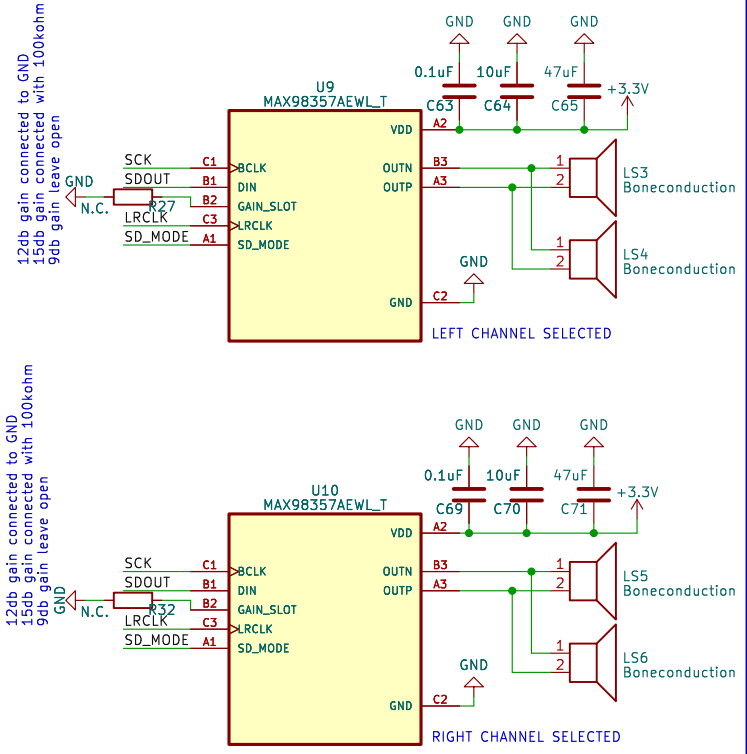 12db gain connected to GND
15db gain connected with 100kohm
9db gain leave open
GND
GND
GND
0.1uF
10uF
47uF
+3.3V
C63
C64
C65
U9
MAX98357AEWL_T
VDD
A2
SCK
C1
BCLK
SDOUT
B1
DIN
GND
N.C.
R27
B2
GAIN_SLOT
LRCLK
C3
LRCLK
SD_MODE
A1
SD_MODE
OUTN
B3
OUTP
A3
1
2
LS3
Boneconduction
1
2
LS4
Boneconduction
GND
GND
C2
LEFT CHANNEL SELECTED
12db gain connected to GND
15db gain connected with 100kohm
9db gain leave open
GND
GND
GND
0.1uF
10uF
47uF
+3.3V
C69
C70
C71
U10
MAX98357AEWL_T
VDD
A2
SCK
C1
BCLK
SDOUT
B1
DIN
GND
N.C.
R32
B2
GAIN_SLOT
LRCLK
C3
LRCLK
SD_MODE
A1
SD_MODE
OUTN
B3
OUTP
A3
1
2
LS5
Boneconduction
1
2
LS6
Boneconduction
GND
GND
C2
RIGHT CHANNEL SELECTED